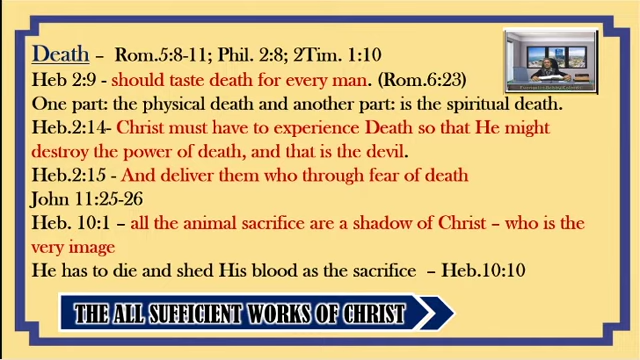 Death – Rom.5:8-11; Phil. 2:8; 2Tim. 1:10
Heb 2:9 - should taste death for every man. (Rom.6:23)
One part: the physical death and another part: is the spiritual death.
Heb.2:14- Christ must have to experience Death so that He might
destroy the power of death, and that is the devil.
Heb.2:15 - And deliver them who through fear of death
John 11:25-26
Heb. 10:1 – all the animal sacrifice are a shadow of Christ – who is the
very image
He has to die and shed His blood as the sacrifice – Heb.10:10
THE ALL SUFFICIENT WORKS OF CHRIST